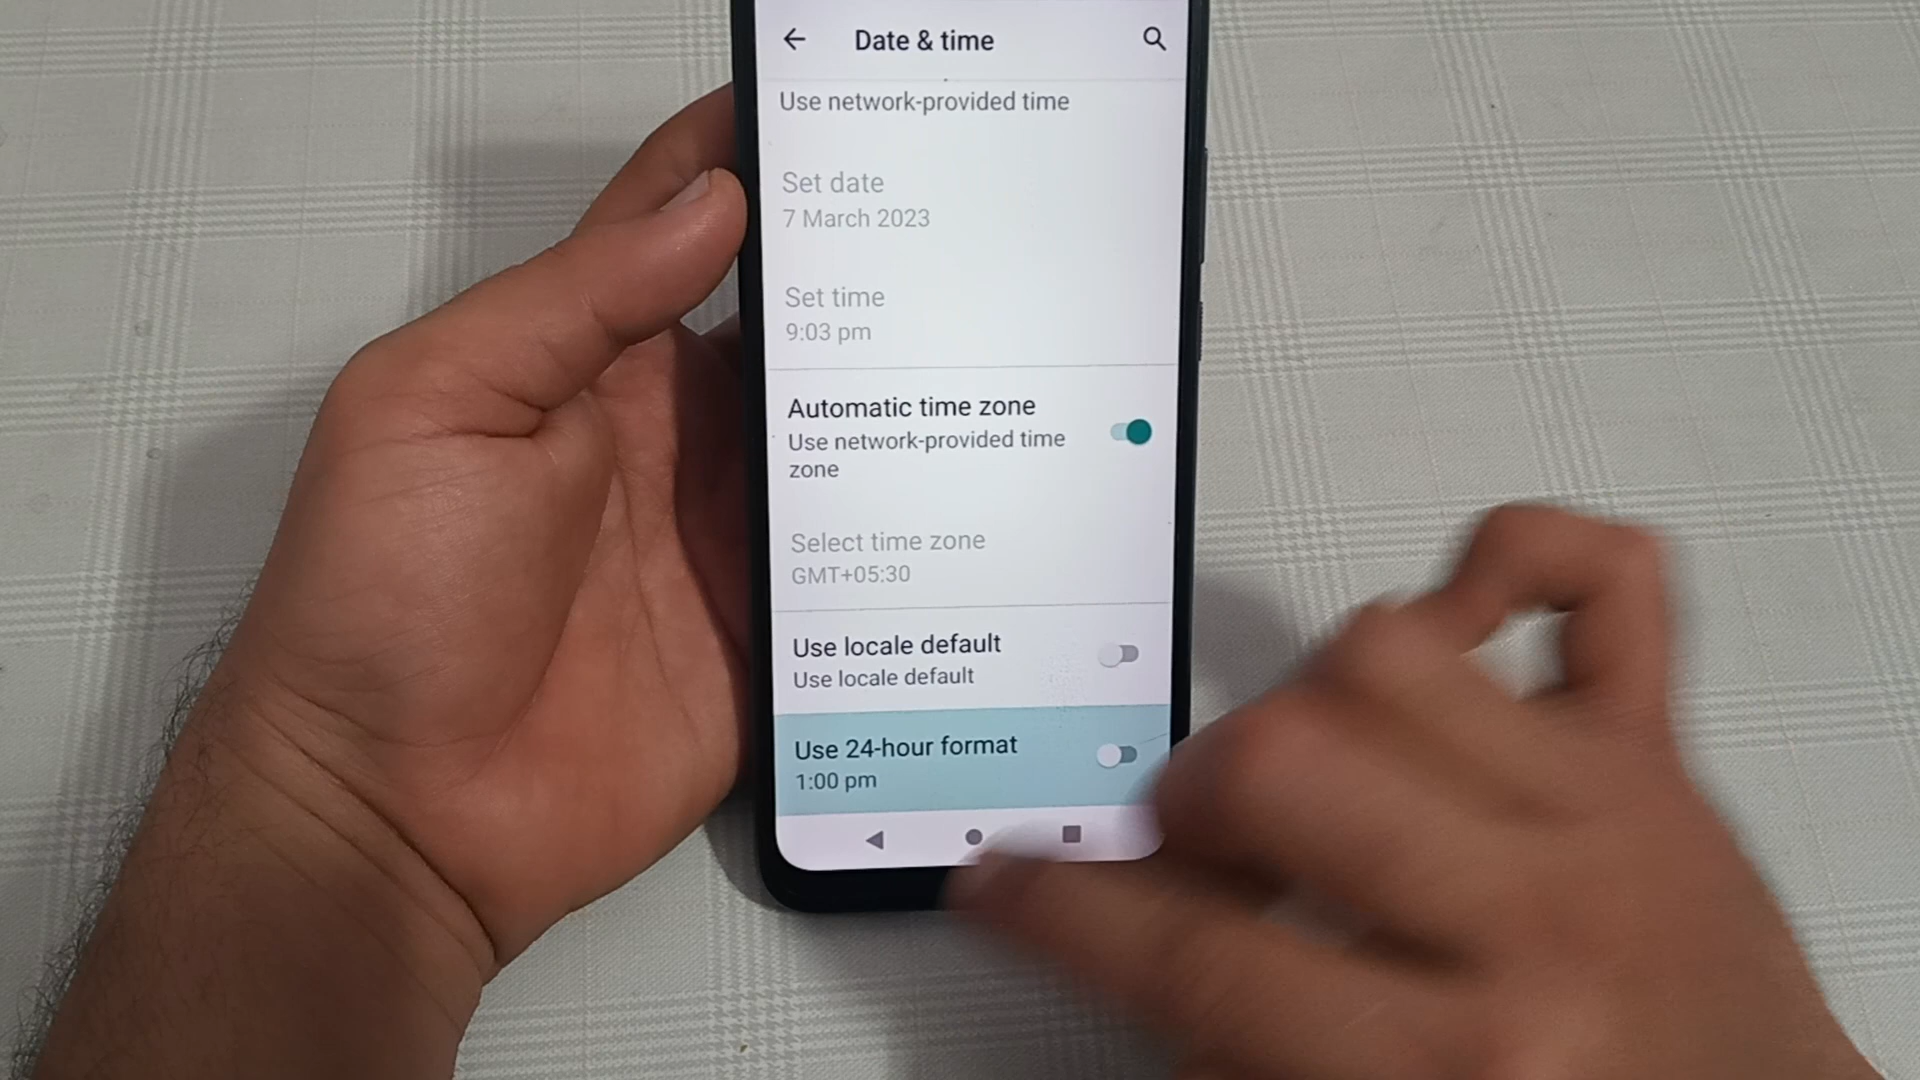 Date & time
Use network-provided time
Set date
7 March 2023
Set time
9:03 pm
Automatic time zone
Use network-provided time
zone
Select time zone
GMT+05:30
Use locale default
Use locale default
Use 24-hour format
1:00 pm